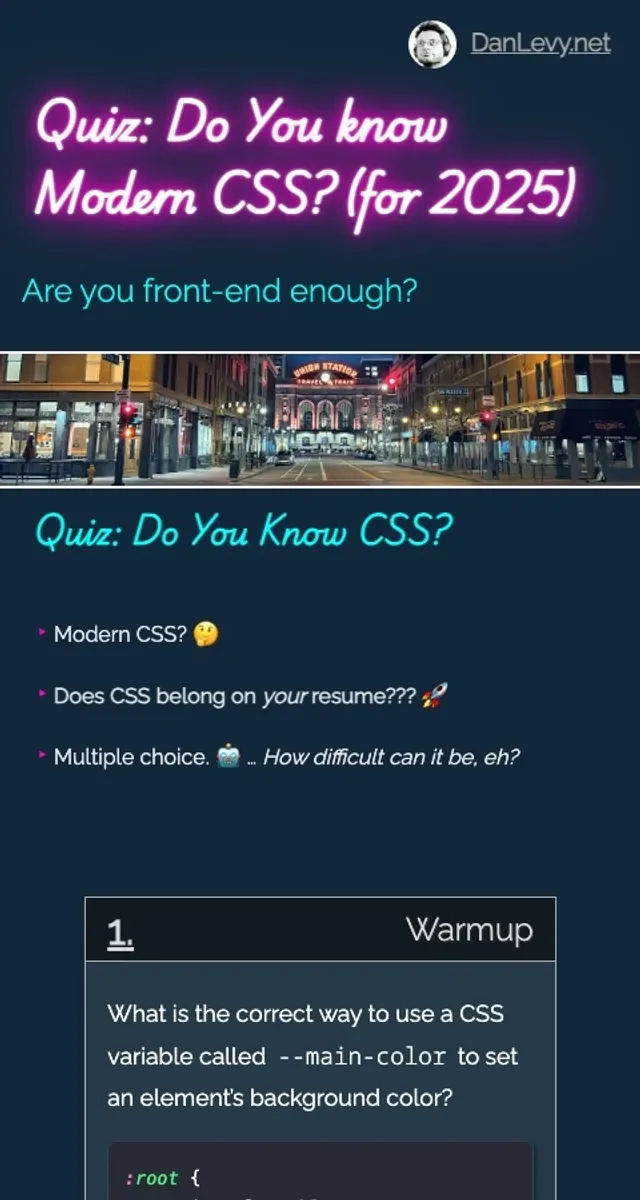 DanLevy.net
Quiz: Do You know
Modern CSS? (for 2025)
Are you front-end enough?
UNION STATION
TRAVEL by TRAIN
Quiz: Do You Know CSS?
Modern CSS? 🤔
Does CSS belong on your resume??? 🚀
Multiple choice. 🤖 … How difficult can it be, eh?
1.
Warmup
What is the correct way to use a CSS
variable called --main-color to set
an element's background color?
:root {